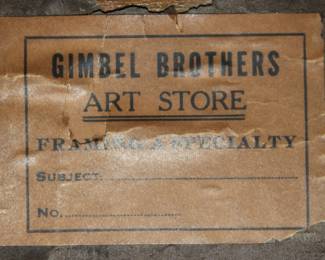 GIMBEL BROTHERS
ART STORE
FRAMING A SPECIALTY
SUBJECT:
No.